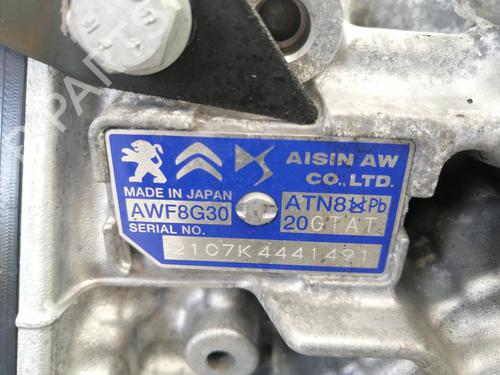 AISIN AW
CO., LTD.
MADE IN JAPAN
AWF8G30
ATN8 Pb
20GTAT
SERIAL NO.
21C7K4441491